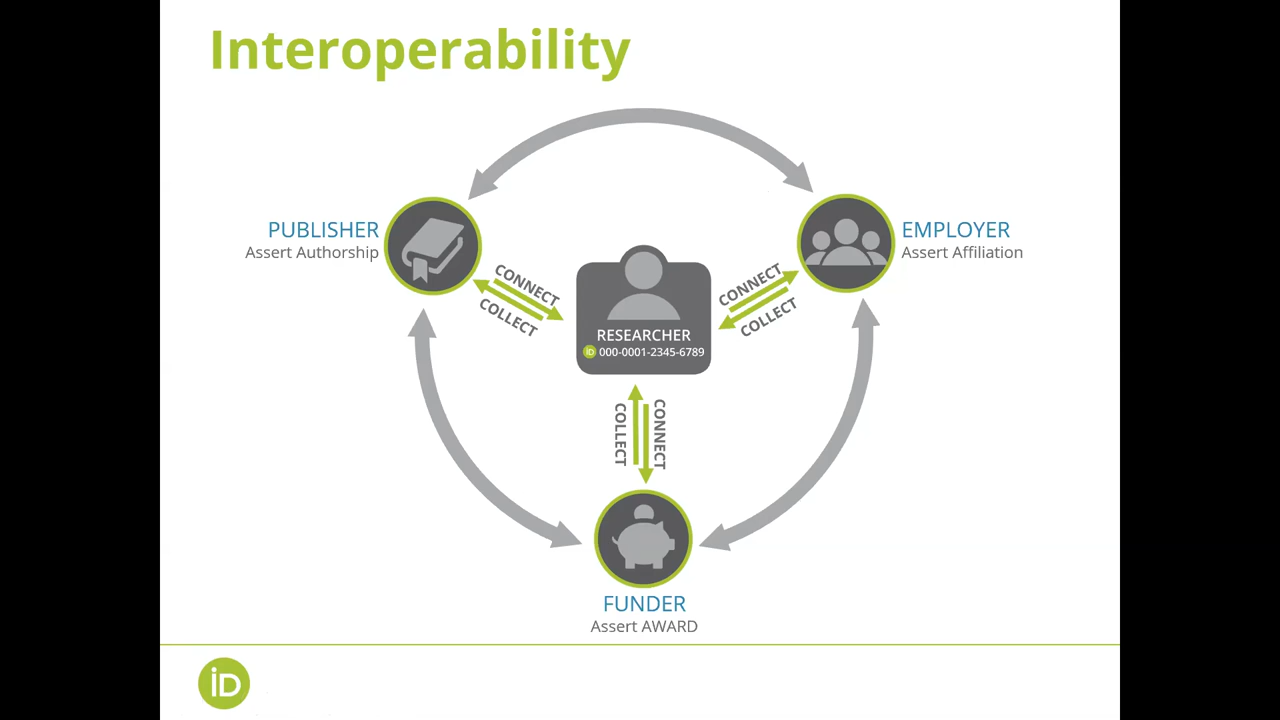 Interoperability
PUBLISHER
Assert Authorship
EMPLOYER
Assert Affiliation
CONNECT
COLLECT
CONNECT
COLLECT
RESEARCHER
iD 000-0001-2345-6789
COLLECT
CONNECT
FUNDER
Assert AWARD
iD